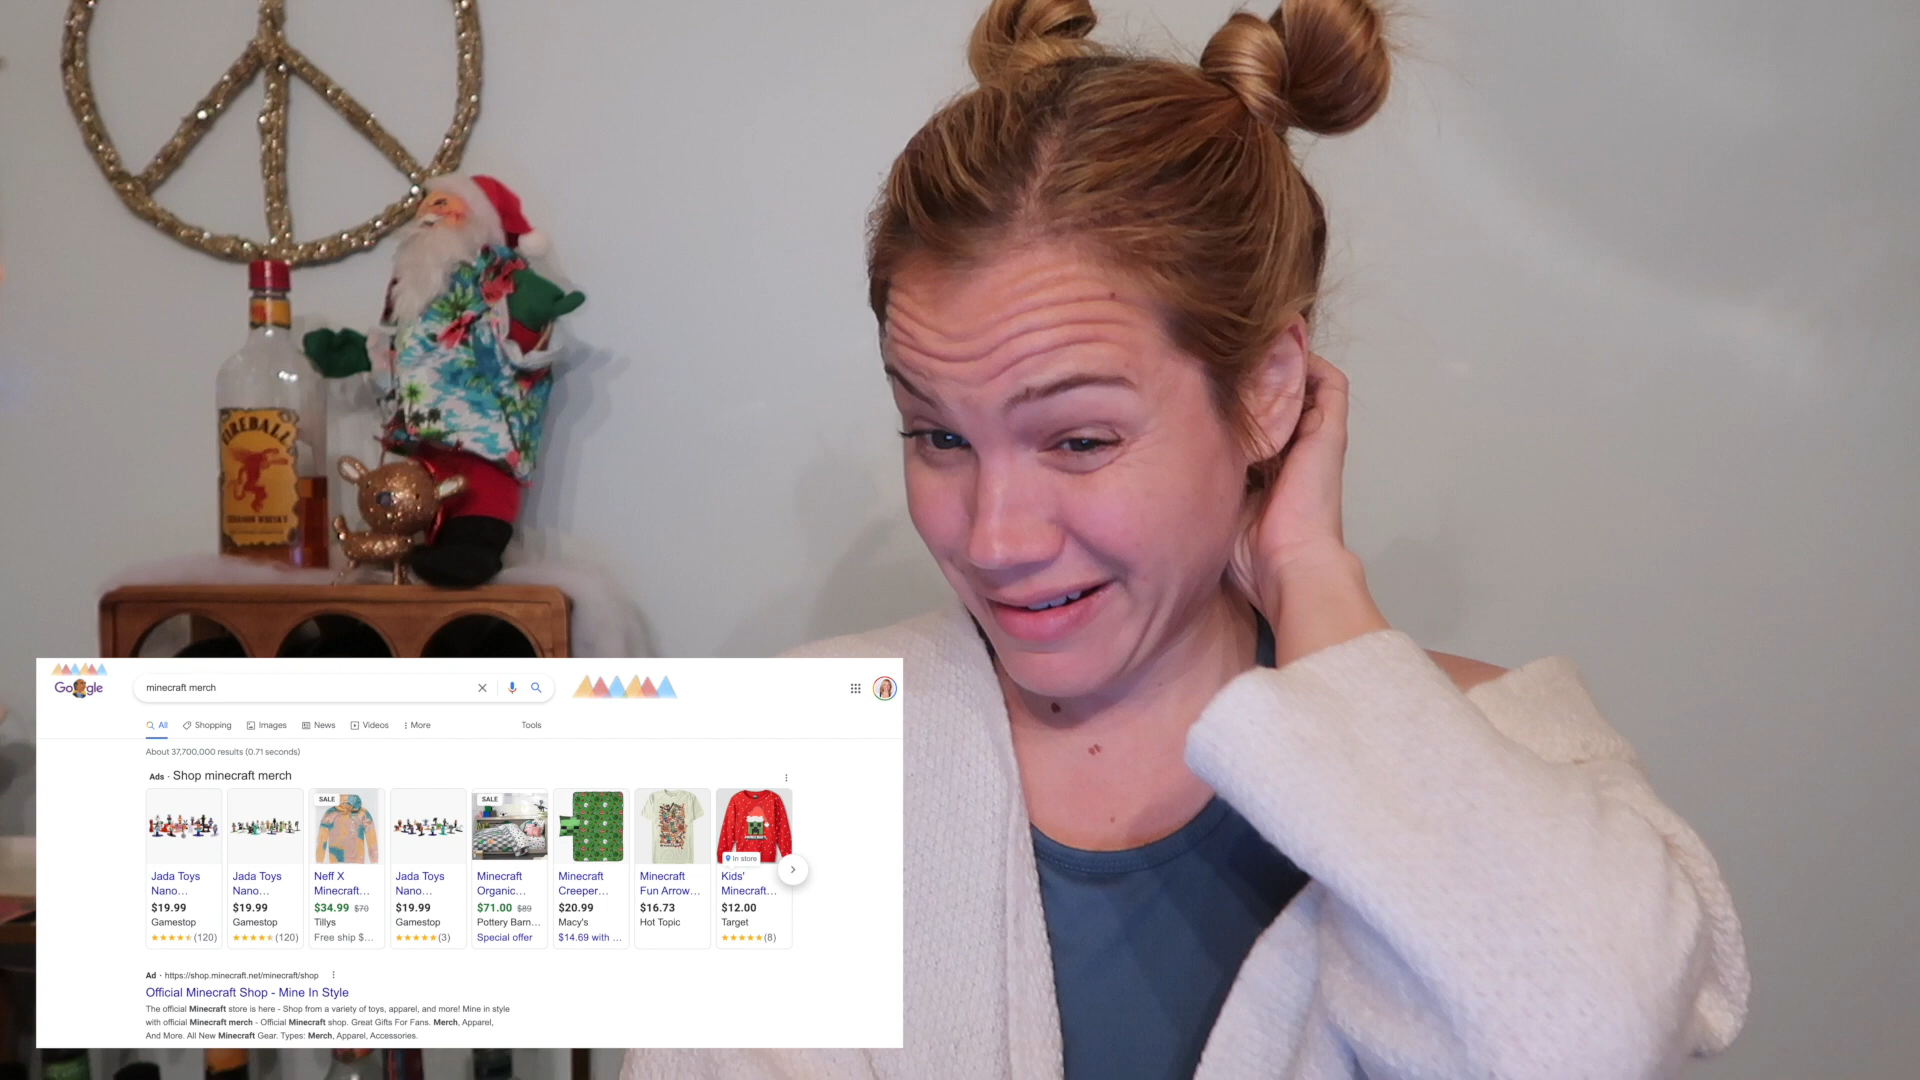 FIREBALL
CINNAMON WHISKY
Google
minecraft merch
All Shopping Images News Videos More Tools
About 37,700,000 results (0.71 seconds)
Ads · Shop minecraft merch
SALE SALE
In store
Jada Toys Jada Toys Neff X Jada Toys Minecraft Minecraft Minecraft Kids'
Nano... Nano... Minecraft... Nano... Organic... Creeper... Fun Arrow... Minecraft...
$19.99 $19.99 $34.99 $70 $19.99 $71.00 $89 $20.99 $16.73 $12.00
Gamestop Gamestop Tillys Gamestop Pottery Barn... Macy's Hot Topic Target
(120) (120) Free ship $... (3) Special offer $14.69 with ... (8)
Ad · https://shop.minecraft.net/minecraft/shop
Official Minecraft Shop - Mine In Style
The official Minecraft store is here - Shop from a variety of toys, apparel, and more! Mine in style
with official Minecraft merch - Official Minecraft shop. Great Gifts For Fans. Merch, Apparel,
And More. All New Minecraft Gear. Types: Merch, Apparel, Accessories.